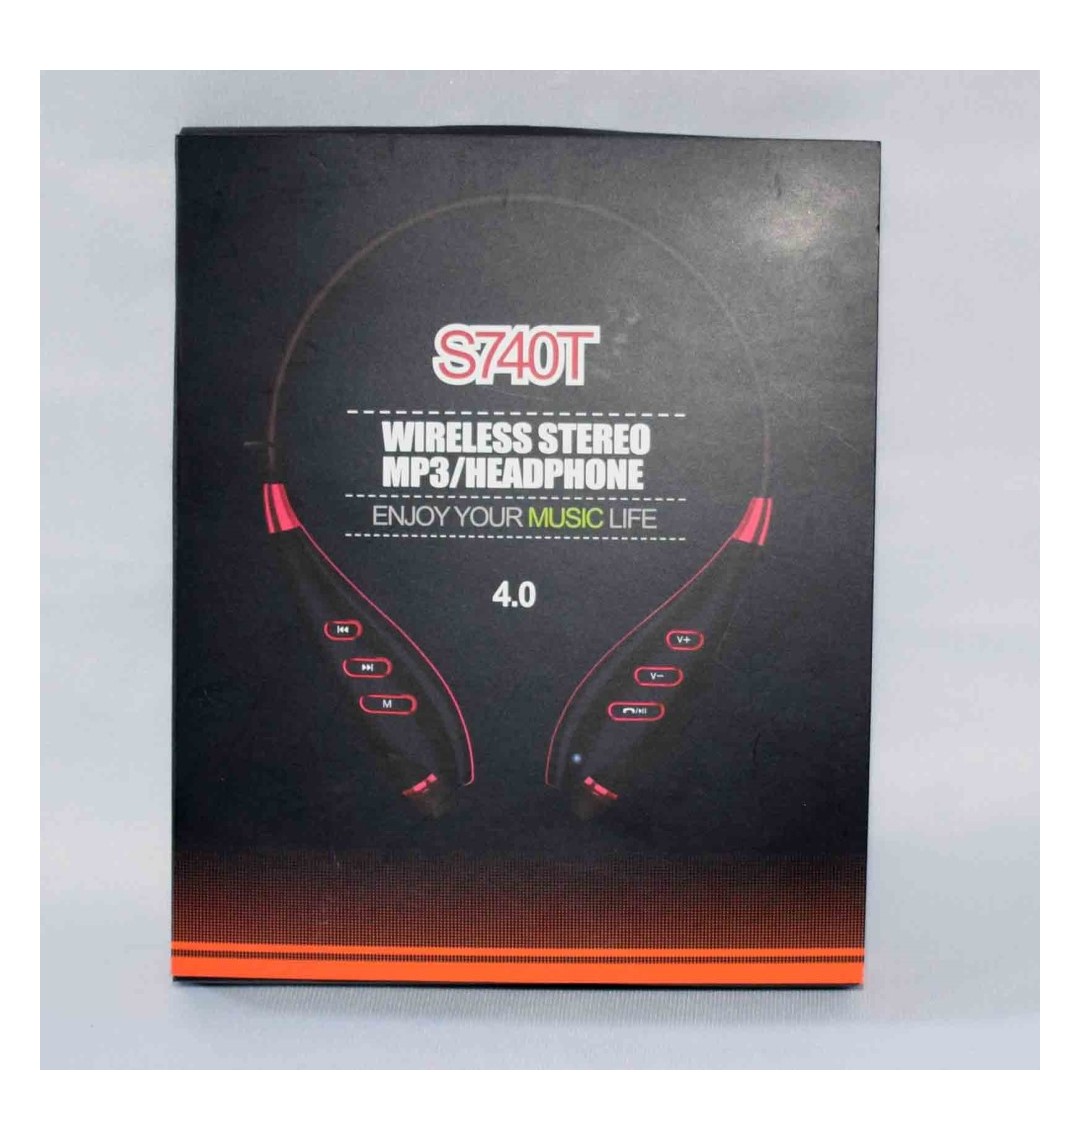 S740T
WIRELESS STEREO
MP3/HEADPHONE
ENJOY YOUR MUSIC LIFE
4.0
V+
V−
M